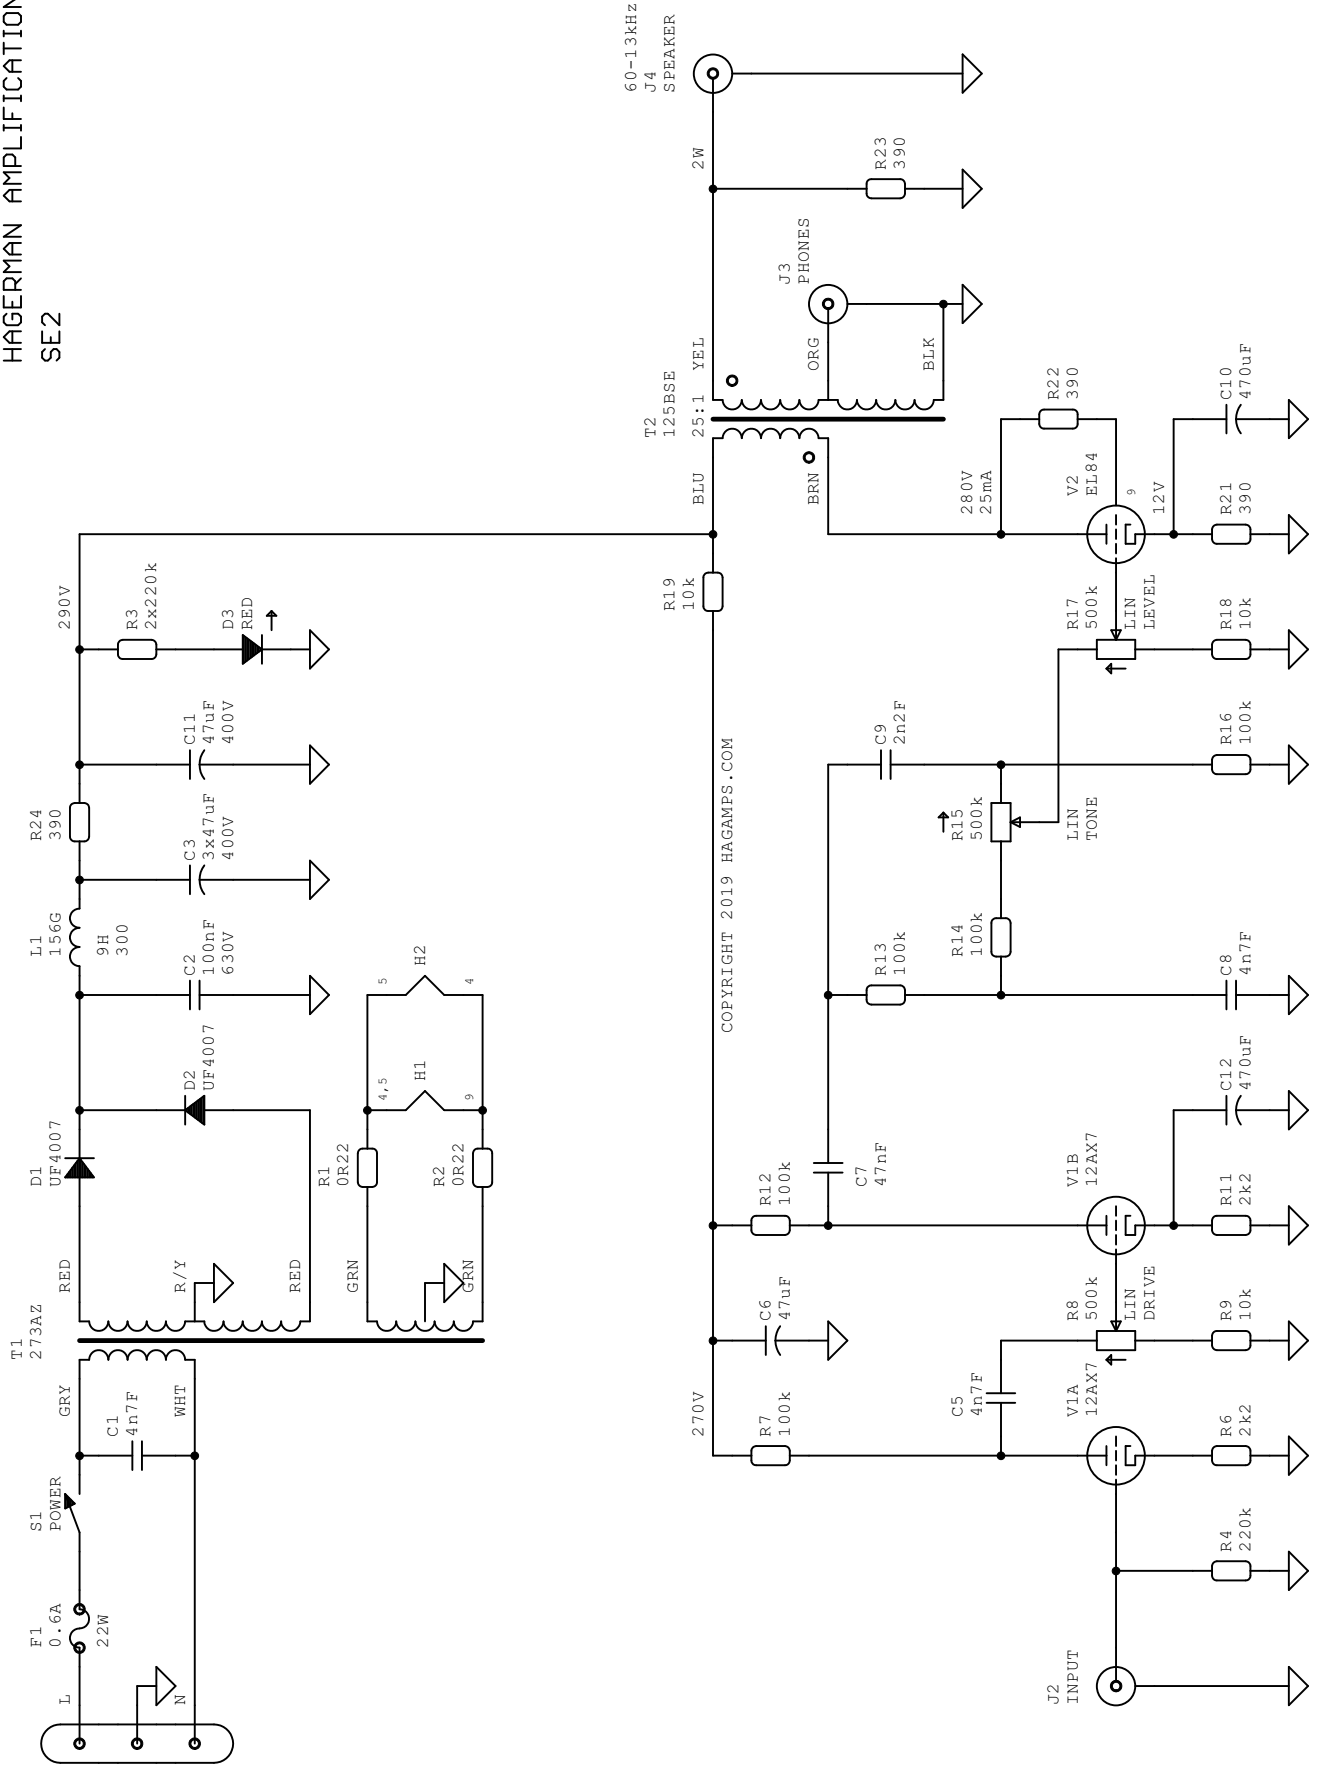 HAGERMAN AMPLIFICATION
SE2
T1
273AZ
GRY
WHT
C1
4n7F
S1
POWER
F1
0.6A
22W
L
N
RED
R/Y
RED
GRN
GRN
D1
UF4007
D2
UF4007
R1
0R22
R2
0R22
4,5
H1
9
5
H2
4
L1
156G
9H
300
C2
100nF
630V
R24
390
C3
3x47uF
400V
C11
47uF
400V
290V
R3
2x220k
D3
RED
60-13kHz
J4
SPEAKER
2W
R23
390
J3
PHONES
T2
125BSE
25:1
YEL
ORG
BLK
BLU
BRN
R19
10k
280V
25mA
R22
390
V2
EL84
9
12V
C10
470uF
R21
390
R17
500k
LIN
LEVEL
R18
10k
COPYRIGHT 2019 HAGAMPS.COM
C9
2n2F
R16
100k
R15
500k
LIN
TONE
R14
100k
R13
100k
C8
4n7F
C7
47nF
R12
100k
V1B
12AX7
C12
470uF
R11
2k2
270V
C6
47uF
R7
100k
C5
4n7F
R8
500k
LIN
DRIVE
R9
10k
V1A
12AX7
R6
2k2
R4
220k
J2
INPUT